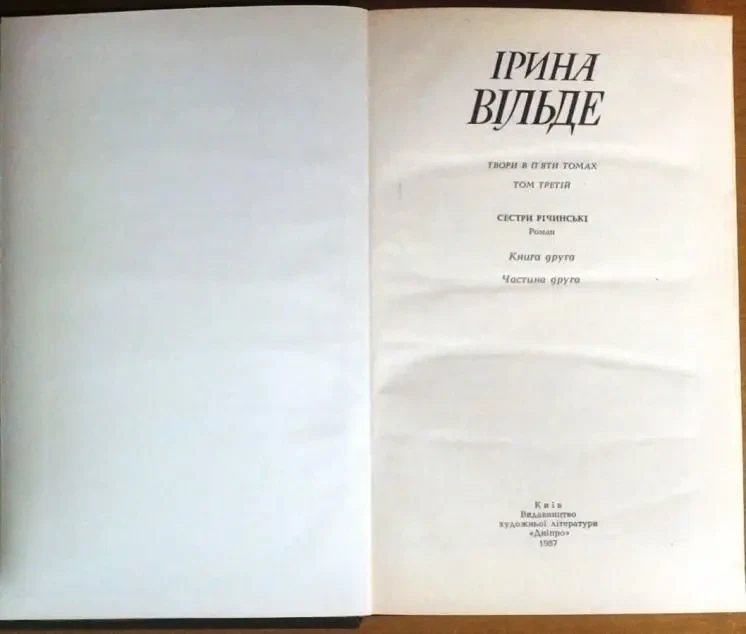 ІРИНА
ВІЛЬДЕ
ТВОРИ В П'ЯТИ ТОМАХ
ТОМ ТРЕТІЙ
СЕСТРИ РІЧИНСЬКІ
Роман
Книга друга
Частина друга
Київ
Видавництво
художньої літератури
«Дніпро»
1987